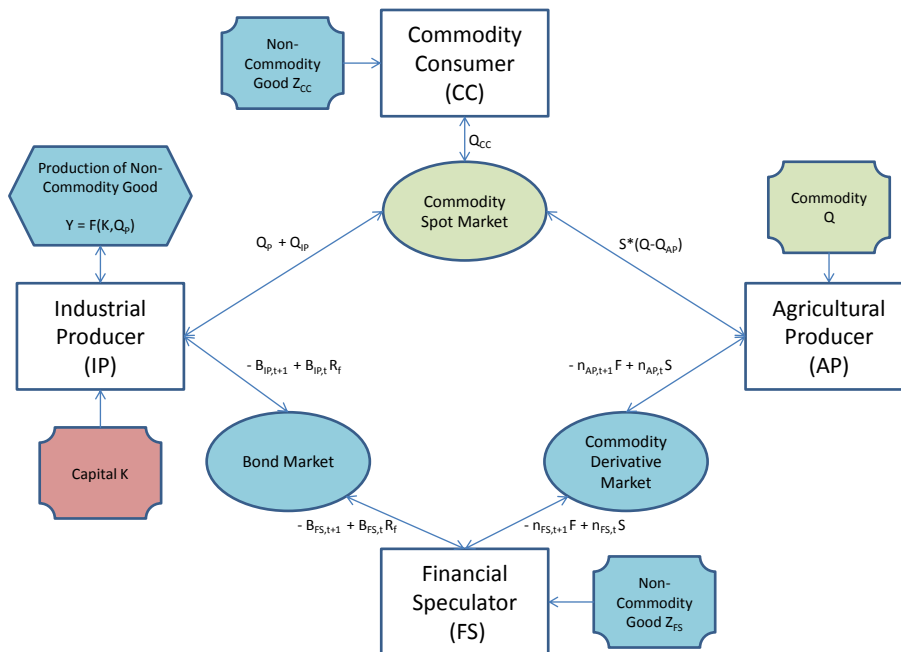 Non-
Commodity
Good Z_CC
Commodity
Consumer
(CC)
Q_CC
Production of Non-
Commodity Good
Y = F(K,Q_P)
Commodity
Spot Market
Commodity
Q
Q_P + Q_IP
S*(Q-Q_AP)
Industrial
Producer
(IP)
Agricultural
Producer
(AP)
- B_IP,t+1 + B_IP,t R_f
- n_AP,t+1 F + n_AP,t S
Capital K
Bond Market
Commodity
Derivative
Market
- B_FS,t+1 + B_FS,t R_f
- n_FS,t+1 F + n_FS,t S
Financial
Speculator
(FS)
Non-
Commodity
Good Z_FS